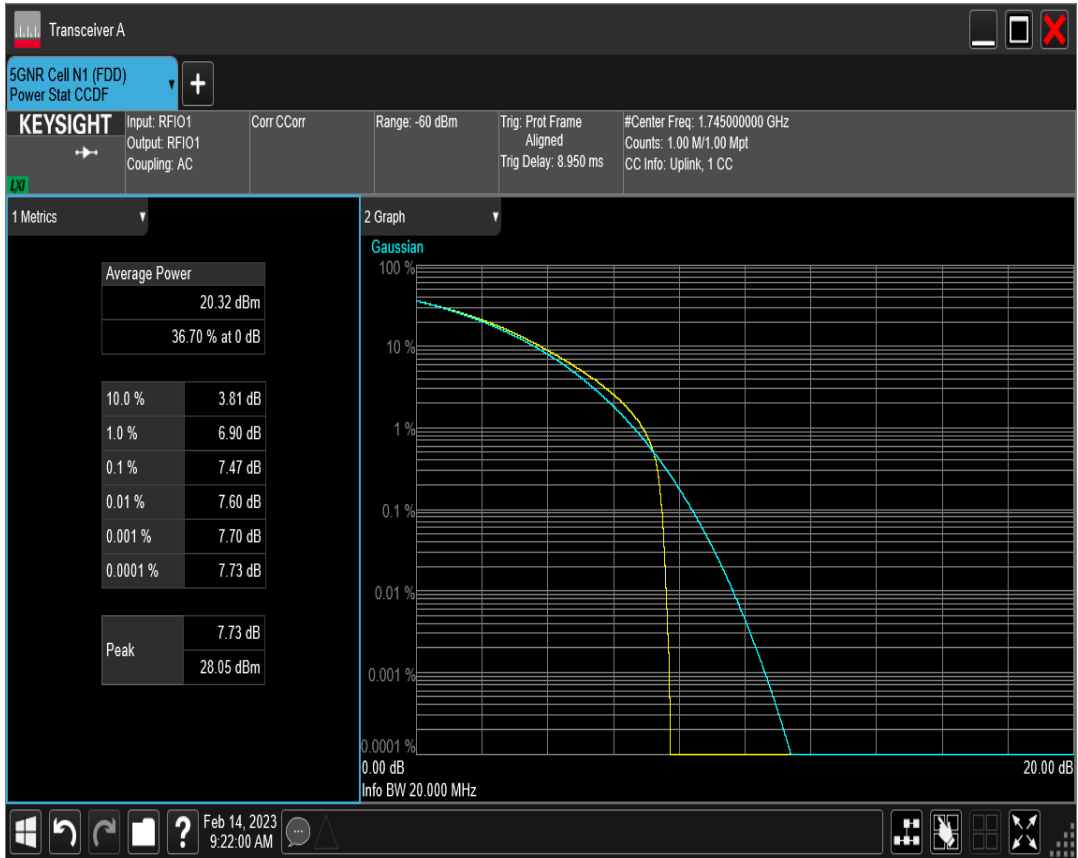 Transceiver A
5GNR Cell N1 (FDD)
Power Stat CCDF
+
KEYSIGHT
LXI
Input: RFIO1
Output: RFIO1
Coupling: AC
Corr CCorr
Range: -60 dBm
Trig: Prot Frame
Aligned
Trig Delay: 8.950 ms
#Center Freq: 1.745000000 GHz
Counts: 1.00 M/1.00 Mpt
CC Info: Uplink, 1 CC
1 Metrics
Average Power
20.32 dBm
36.70 % at 0 dB
10.0 % 3.81 dB
1.0 % 6.90 dB
0.1 % 7.47 dB
0.01 % 7.60 dB
0.001 % 7.70 dB
0.0001 % 7.73 dB
Peak
7.73 dB
28.05 dBm
2 Graph
Gaussian
100 %
10 %
1 %
0.1 %
0.01 %
0.001 %
0.0001 %
0.00 dB 20.00 dB
Info BW 20.000 MHz
?
Feb 14, 2023
9:22:00 AM